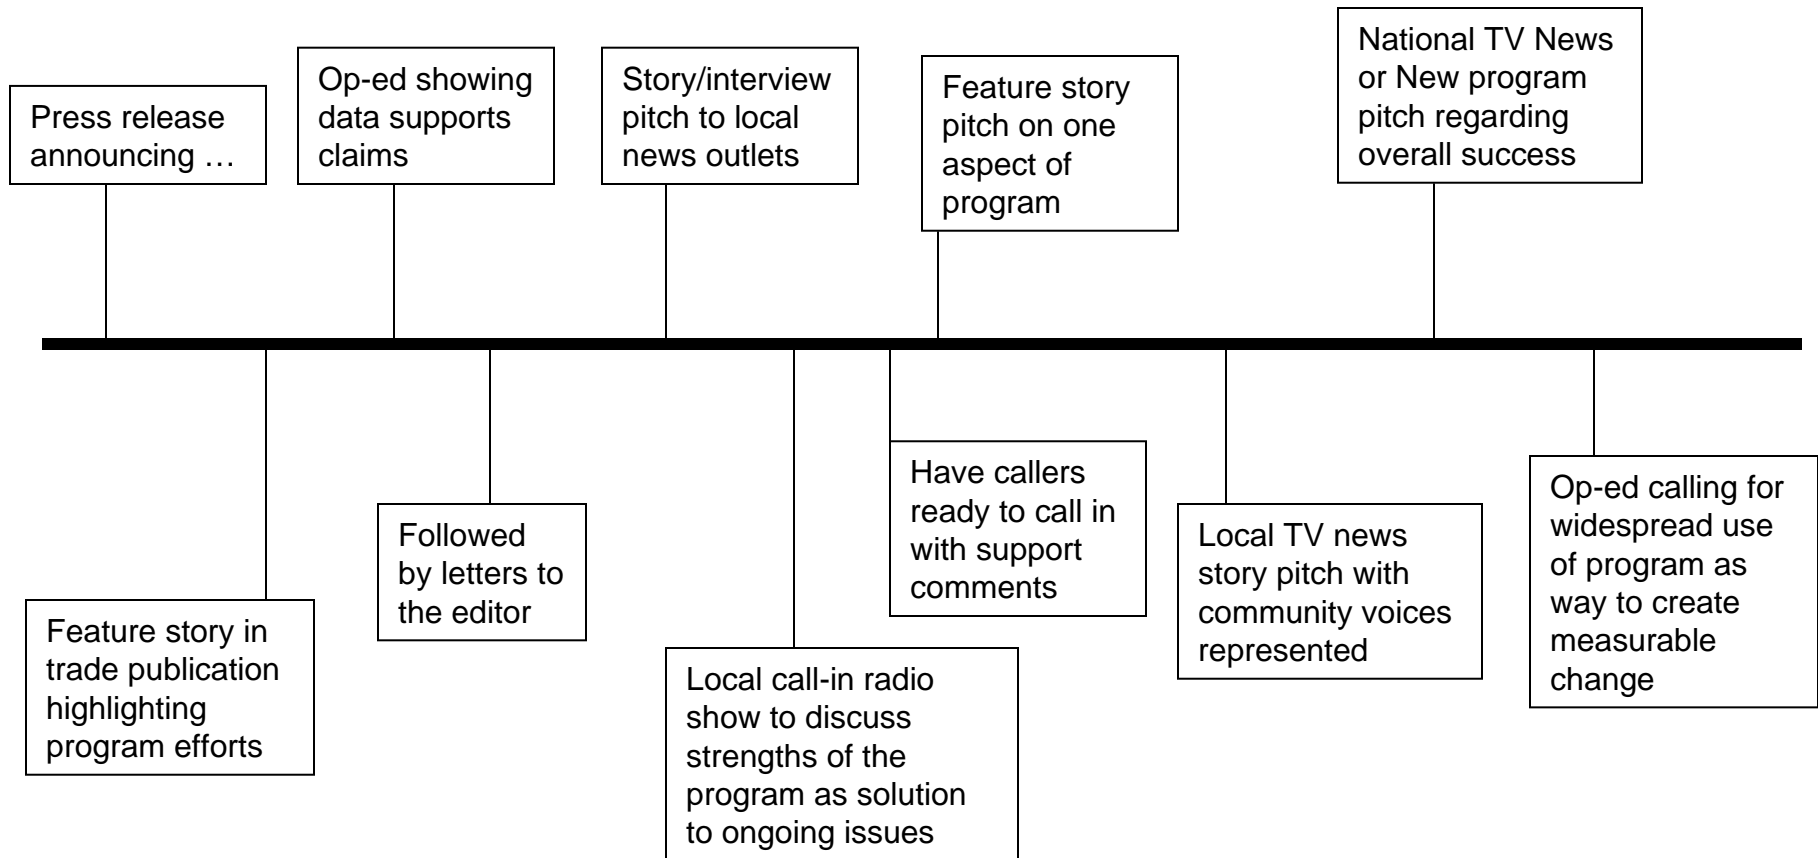 Press release
announcing …
Op-ed showing
data supports
claims
Story/interview
pitch to local
news outlets
Feature story
pitch on one
aspect of
program
National TV News
or New program
pitch regarding
overall success
Feature story in
trade publication
highlighting
program efforts
Followed
by letters to
the editor
Local call-in radio
show to discuss
strengths of the
program as solution
to ongoing issues
Have callers
ready to call in
with support
comments
Local TV news
story pitch with
community voices
represented
Op-ed calling for
widespread use
of program as
way to create
measurable
change